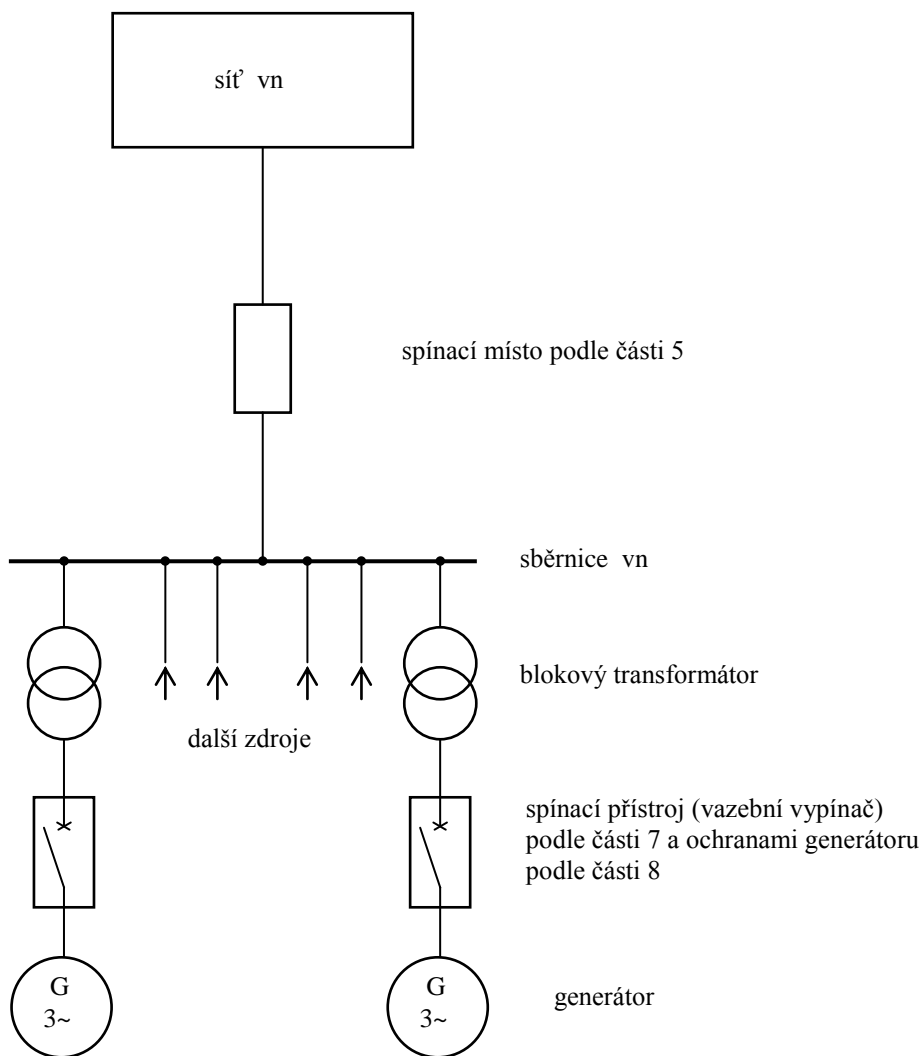 síť vn
spínací místo podle části 5
sběrnice vn
blokový transformátor
další zdroje
spínací přístroj (vazební vypínač)
podle části 7 a ochranami generátoru
podle části 8
G
3~
G
3~
generátor